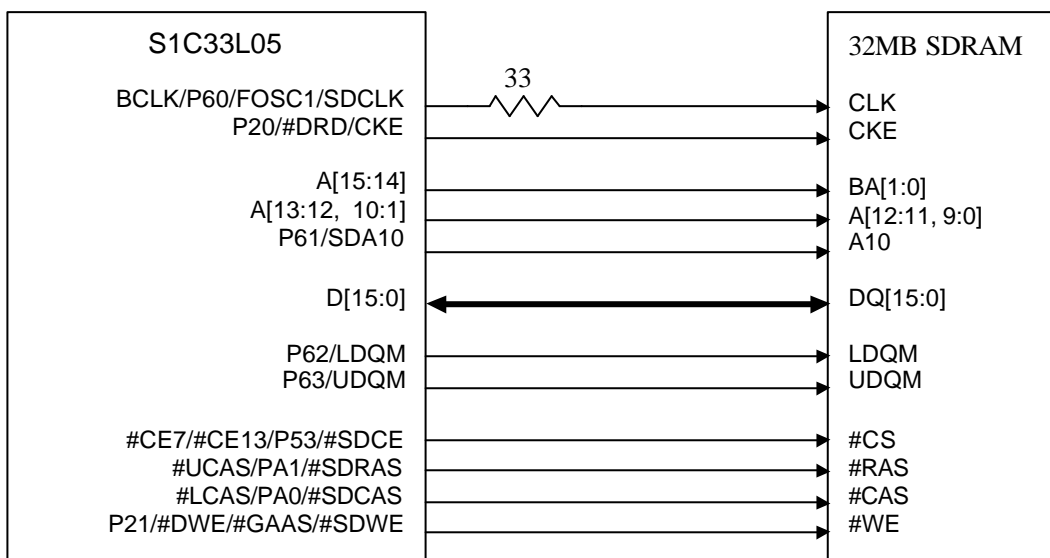 S1C33L05
32MB SDRAM
33
BCLK/P60/FOSC1/SDCLK
CLK
P20/#DRD/CKE
CKE
A[15:14]
BA[1:0]
A[13:12, 10:1]
A[12:11, 9:0]
P61/SDA10
A10
D[15:0]
DQ[15:0]
P62/LDQM
LDQM
P63/UDQM
UDQM
#CE7/#CE13/P53/#SDCE
#CS
#UCAS/PA1/#SDRAS
#RAS
#LCAS/PA0/#SDCAS
#CAS
P21/#DWE/#GAAS/#SDWE
#WE